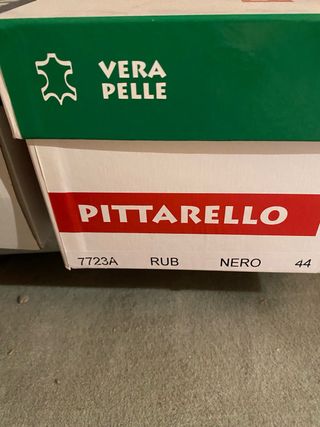 VERA
PELLE
PITTARELLO
7723A RUB NERO 44